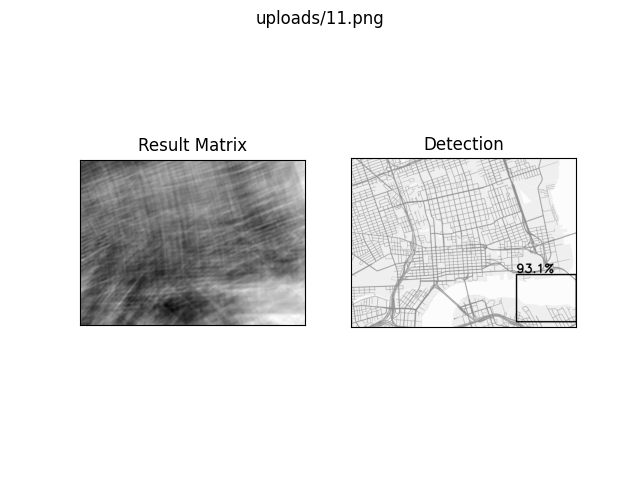 uploads/11.png
Result Matrix
Detection
93.1%